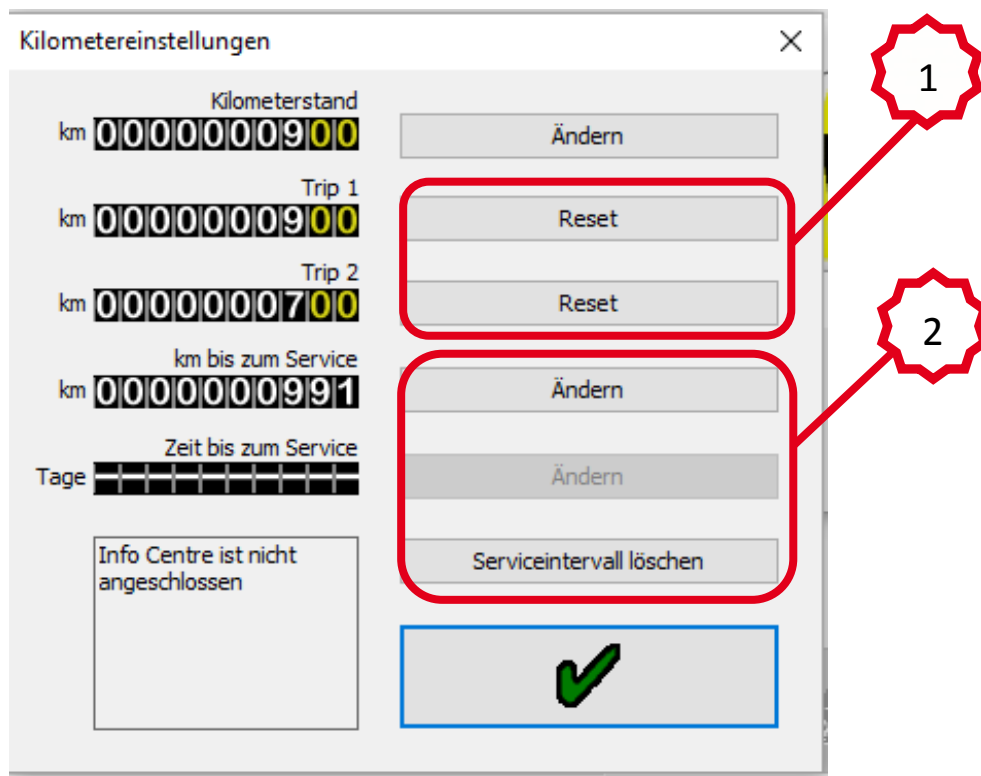 Kilometereinstellungen
1
Kilometerstand
km 0000000900
Ändern
Trip 1
km 0000000900
Reset
Trip 2
km 0000000700
Reset
2
km bis zum Service
km 0000000991
Ändern
Zeit bis zum Service
Tage
Ändern
Info Centre ist nicht
angeschlossen
Serviceintervall löschen